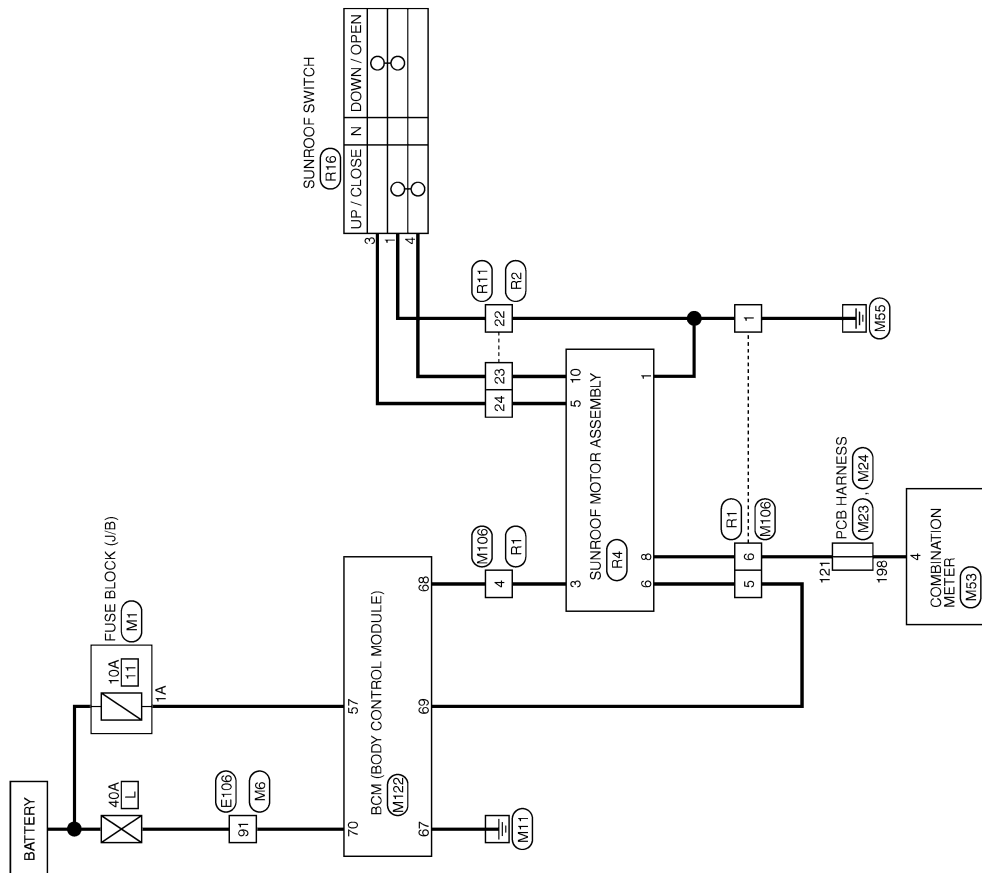 BATTERY
40A
L
E106
M6
91
FUSE BLOCK (J/B)
M1
10A
11
1A
70
57
BCM (BODY CONTROL MODULE)
M122
67
69
68
M11
M106
R1
4
SUNROOF SWITCH
R16
UP / CLOSE
N
DOWN / OPEN
3
1
4
R11
R2
24
23
22
3
5
10
SUNROOF MOTOR ASSEMBLY
R4
6
8
1
R1
M106
5
6
1
M55
PCB HARNESS
M23 , M24
121
198
4
COMBINATION
METER
M53